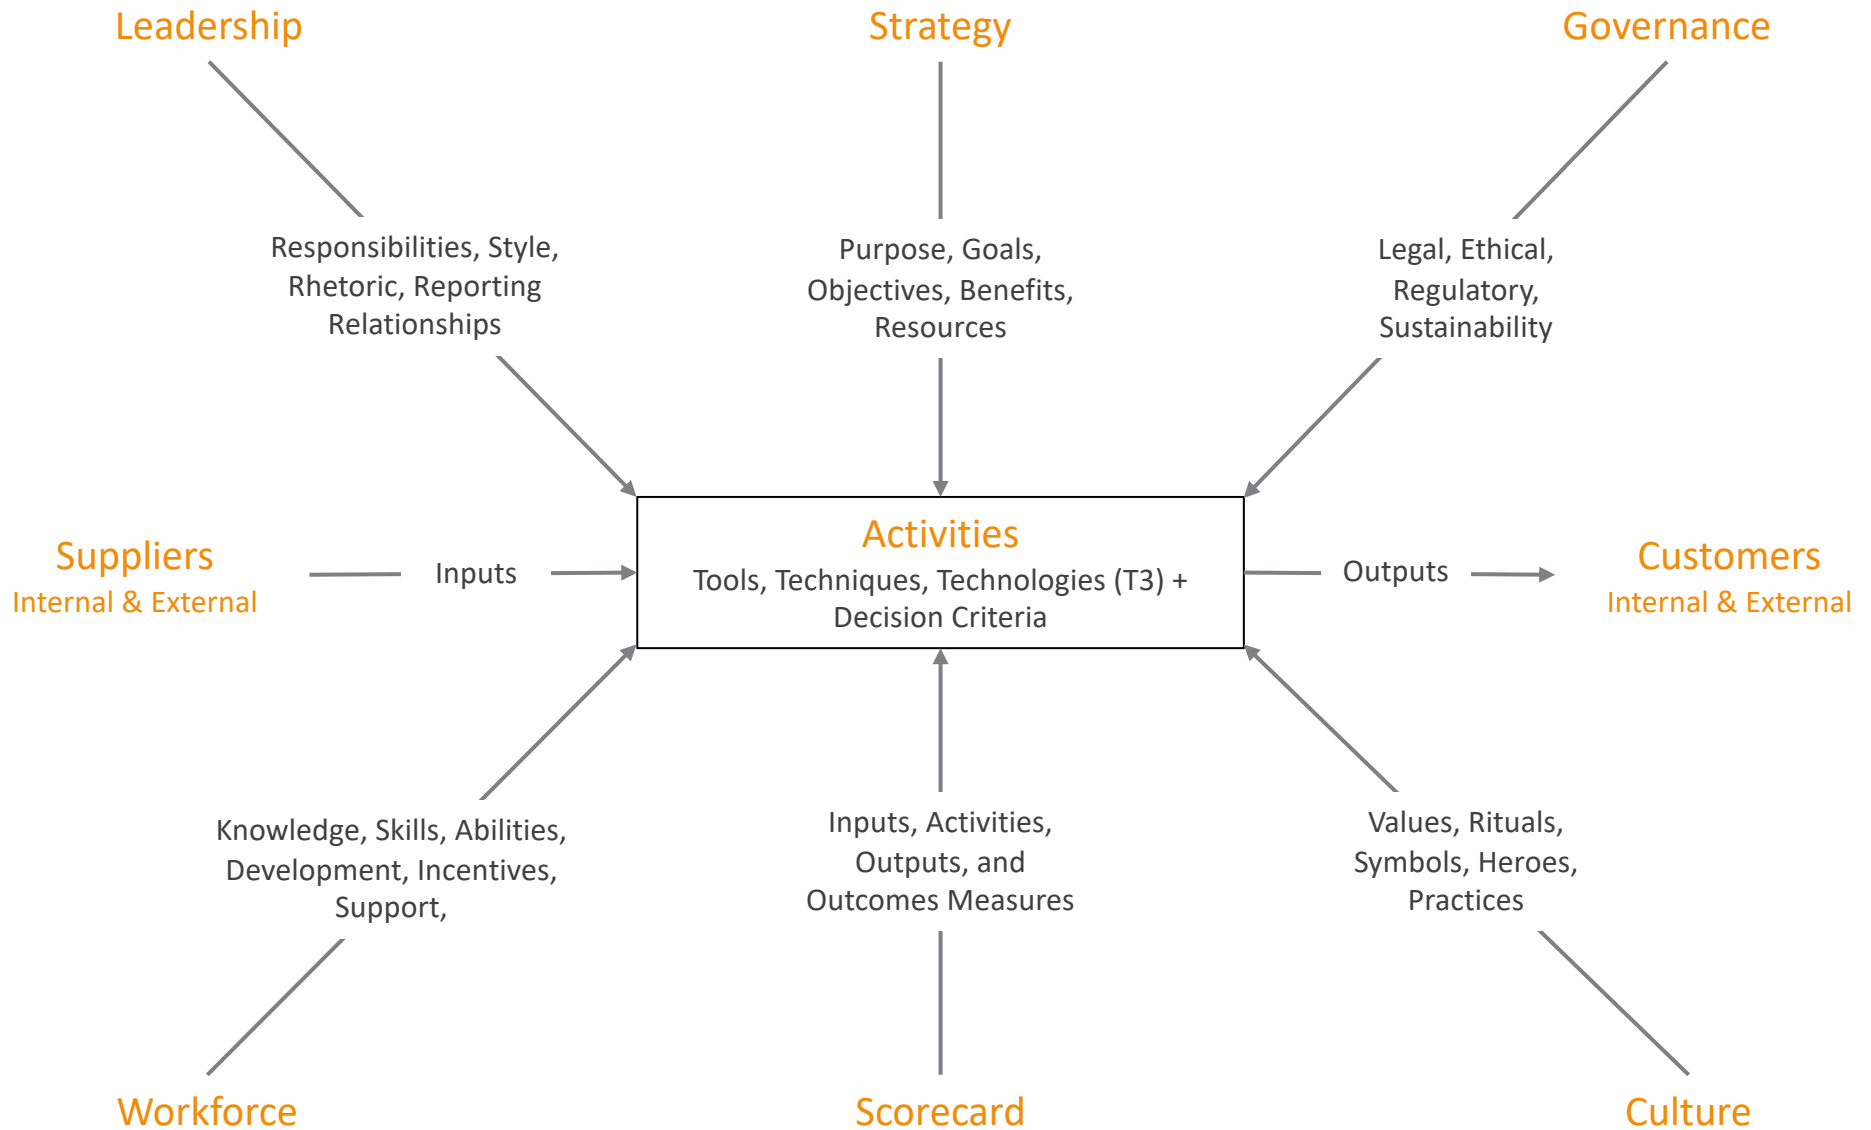 Leadership
Strategy
Governance
Responsibilities, Style,
Rhetoric, Reporting
Relationships
Purpose, Goals,
Objectives, Benefits,
Resources
Legal, Ethical,
Regulatory,
Sustainability
Suppliers
Internal & External
Inputs
Activities
Tools, Techniques, Technologies (T3) +
Decision Criteria
Outputs
Customers
Internal & External
Knowledge, Skills, Abilities,
Development, Incentives,
Support,
Inputs, Activities,
Outputs, and
Outcomes Measures
Values, Rituals,
Symbols, Heroes,
Practices
Workforce
Scorecard
Culture